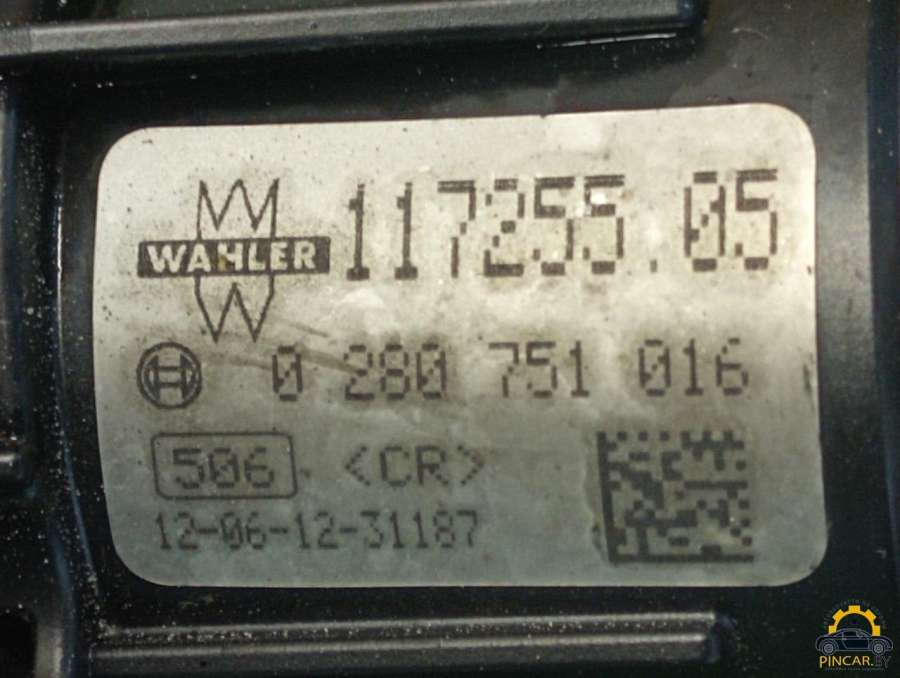 WAHLER 117255.05
0 280 751 016
506 <CR>
12-06-12-31187
PINCAR.BY